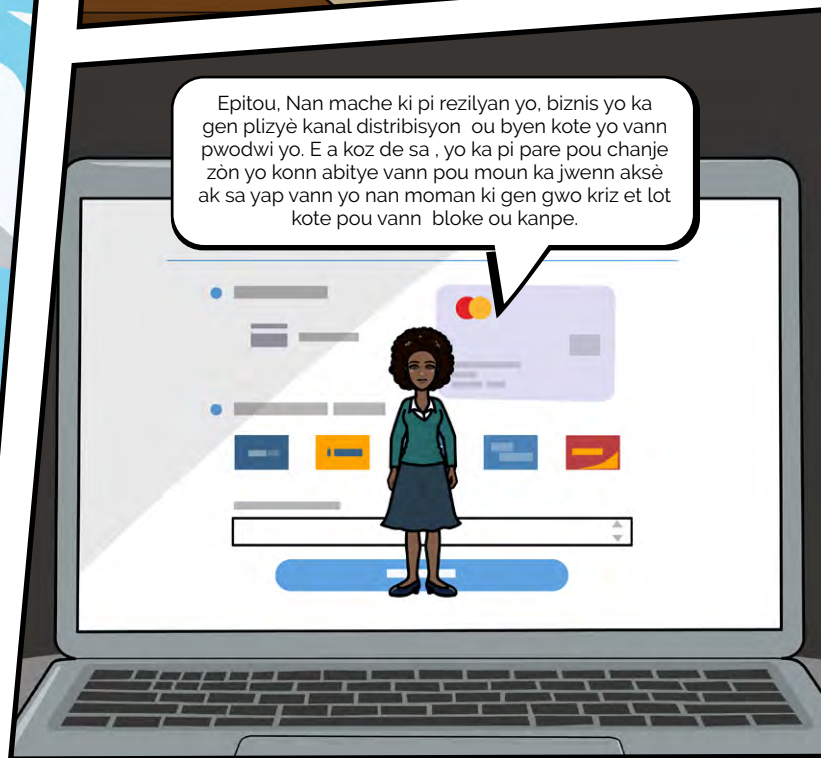 Epitou, Nan mache ki pi rezilyan yo, biznis yo ka
gen plizyè kanal distribisyon ou byen kote yo vann
pwodwi yo. E a koz de sa , yo ka pi pare pou chanje
zòn yo konn abitye vann pou moun ka jwenn aksè
ak sa yap vann yo nan moman ki gen gwo kriz et lot
kote pou vann bloke ou kanpe.